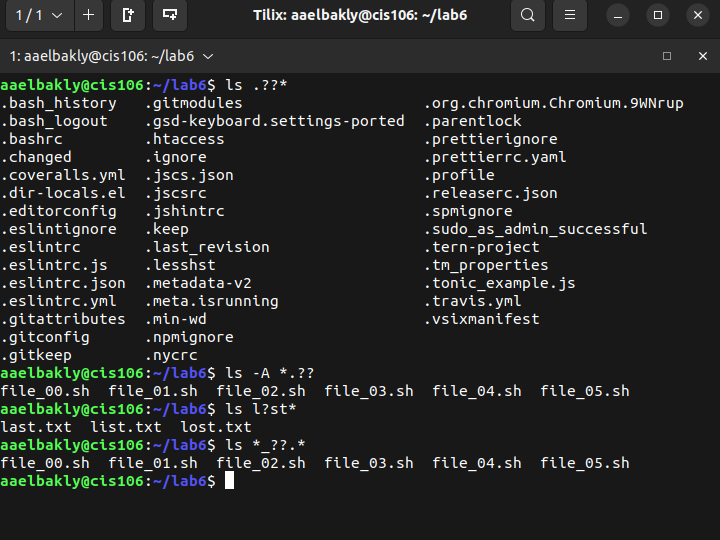 1 / 1 Tilix: aaelbakly@cis106: ~/lab6
1: aaelbakly@cis106: ~/lab6
aaelbakly@cis106:~/lab6$ ls .??*
.bash_history .gitmodules .org.chromium.Chromium.9WNrup
.bash_logout .gsd-keyboard.settings-ported .parentlock
.bashrc .htaccess .prettierignore
.changed .ignore .prettierrc.yaml
.coveralls.yml .jscs.json .profile
.dir-locals.el .jscsrc .releaserc.json
.editorconfig .jshintrc .spmignore
.eslintignore .keep .sudo_as_admin_successful
.eslintrc .last_revision .tern-project
.eslintrc.js .lesshst .tm_properties
.eslintrc.json .metadata-v2 .tonic_example.js
.eslintrc.yml .meta.isrunning .travis.yml
.gitattributes .min-wd .vsixmanifest
.gitconfig .npmignore
.gitkeep .nycrc
aaelbakly@cis106:~/lab6$ ls -A *.??
file_00.sh file_01.sh file_02.sh file_03.sh file_04.sh file_05.sh
aaelbakly@cis106:~/lab6$ ls l?st*
last.txt list.txt lost.txt
aaelbakly@cis106:~/lab6$ ls *_??.*
file_00.sh file_01.sh file_02.sh file_03.sh file_04.sh file_05.sh
aaelbakly@cis106:~/lab6$